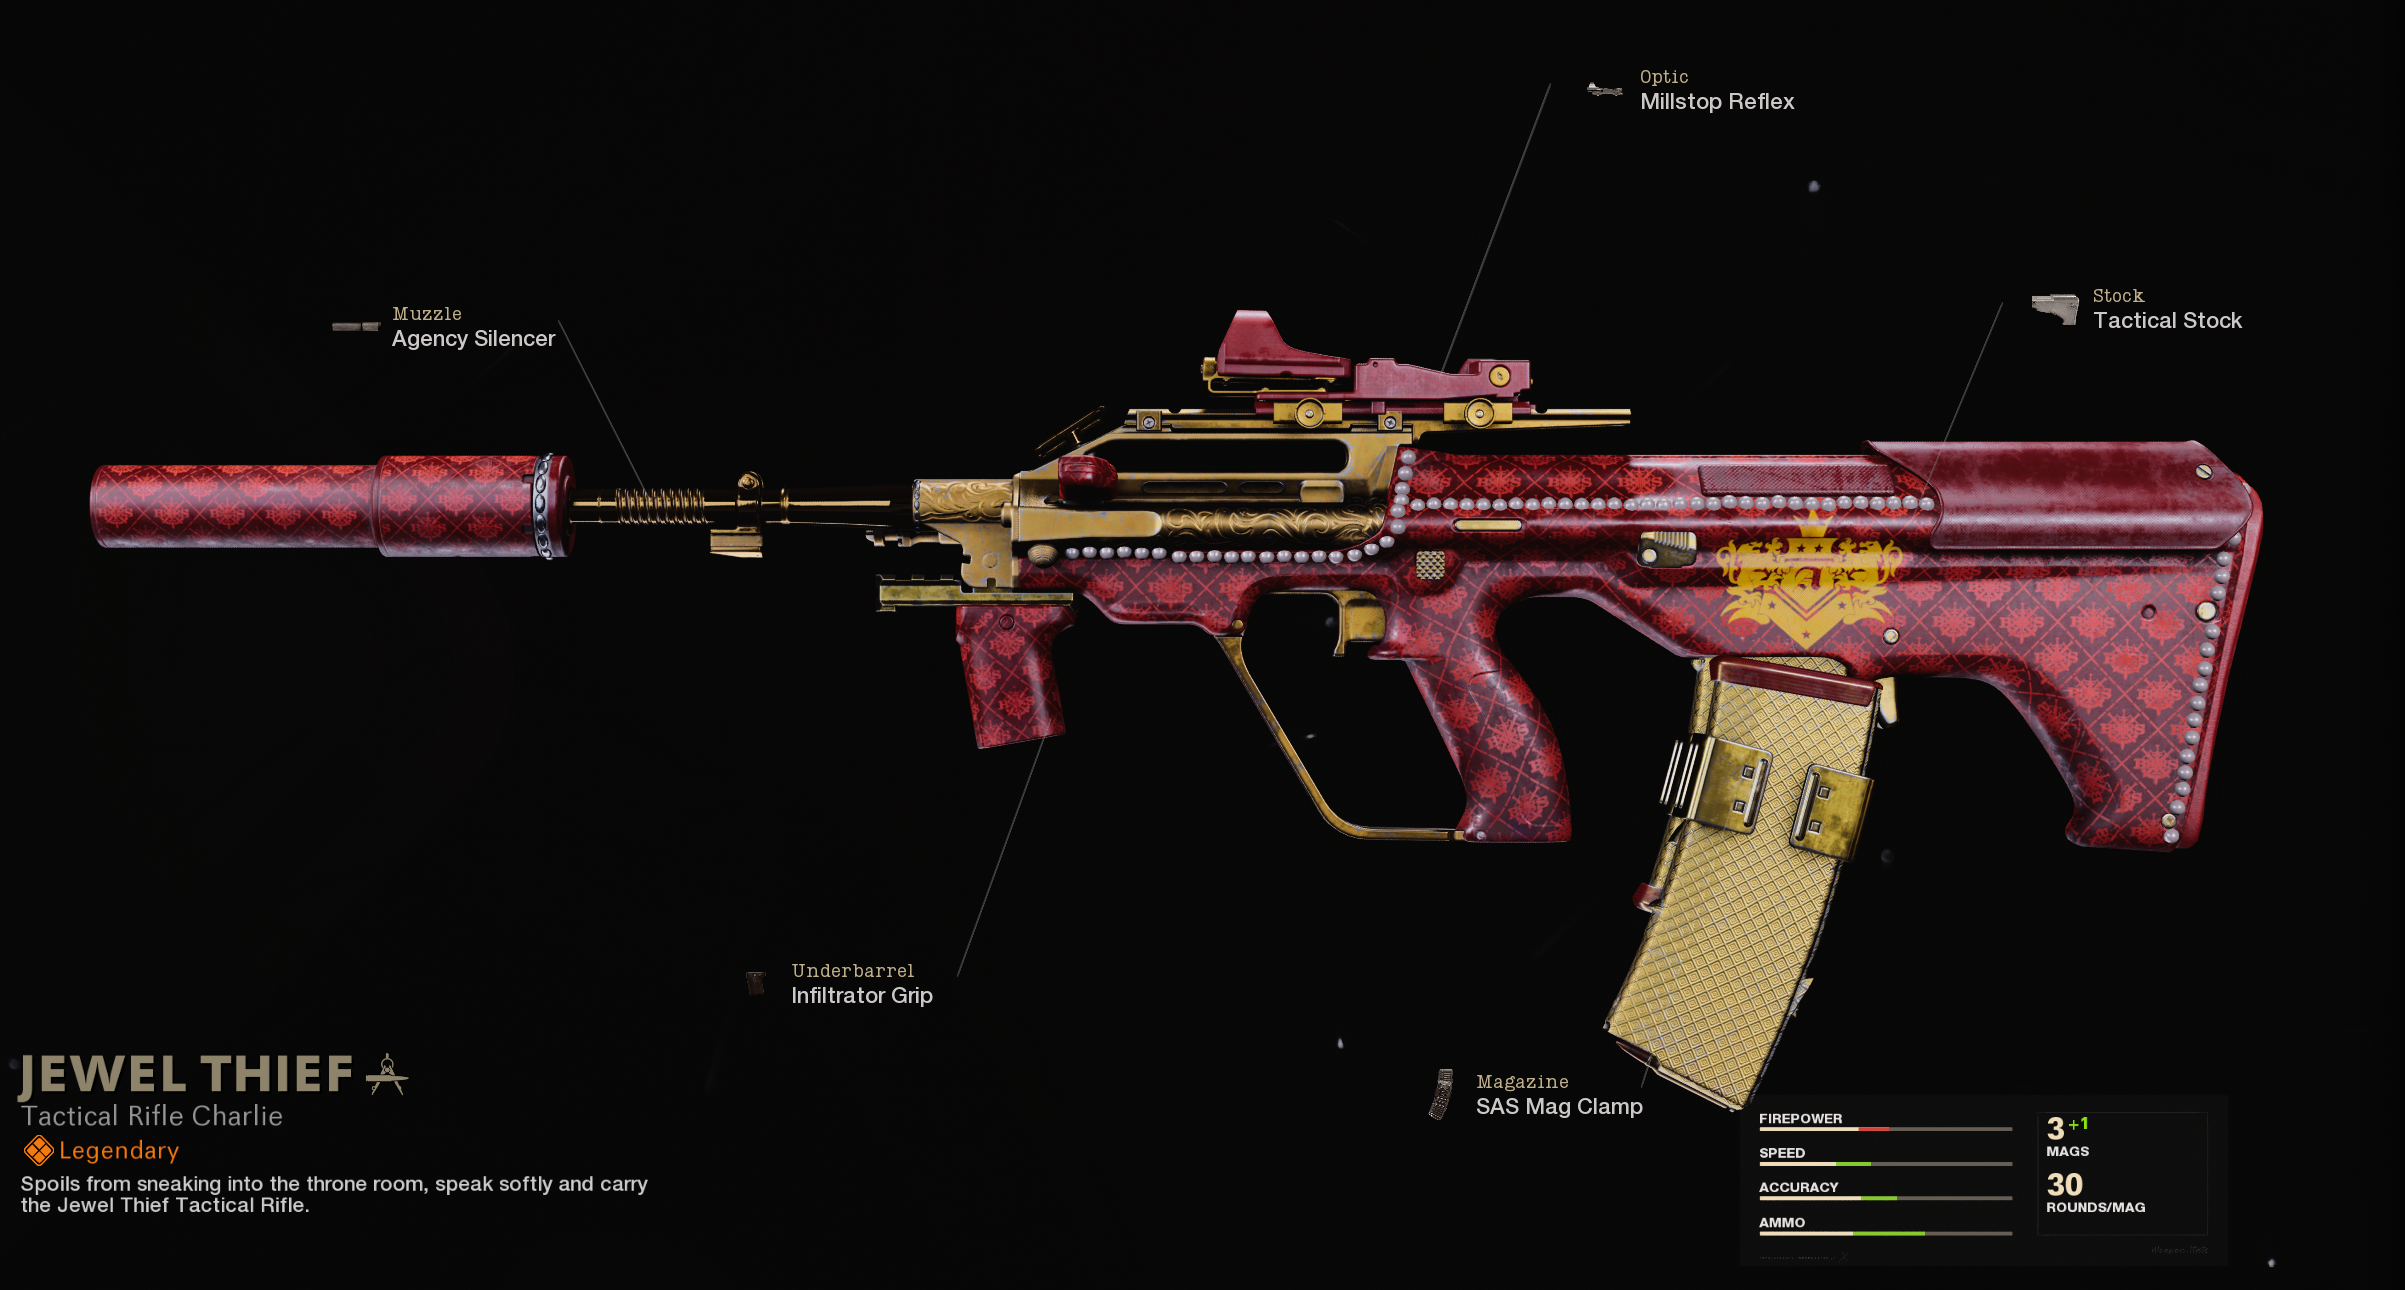 Optic
Millstop Reflex
Stock
Tactical Stock
Muzzle
Agency Silencer
Underbarrel
Infiltrator Grip
Magazine
SAS Mag Clamp
JEWEL THIEF
Tactical Rifle Charlie
Legendary
Spoils from sneaking into the throne room, speak softly and carry
the Jewel Thief Tactical Rifle.
FIREPOWER
SPEED
ACCURACY
AMMO
3 +1
MAGS
30
ROUNDS/MAG